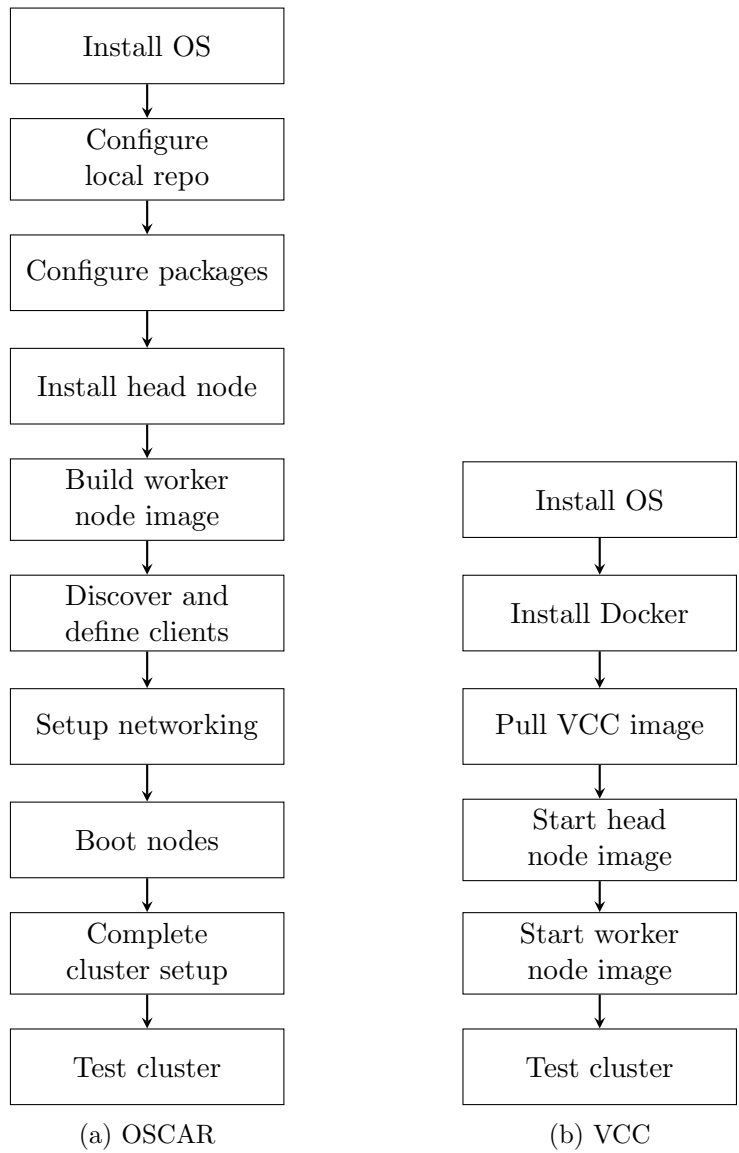 Install OS
Configure
local repo
Configure packages
Install head node
Build worker
node image
Discover and
define clients
Setup networking
Boot nodes
Complete
cluster setup
Test cluster
(a) OSCAR
Install OS
Install Docker
Pull VCC image
Start head
node image
Start worker
node image
Test cluster
(b) VCC